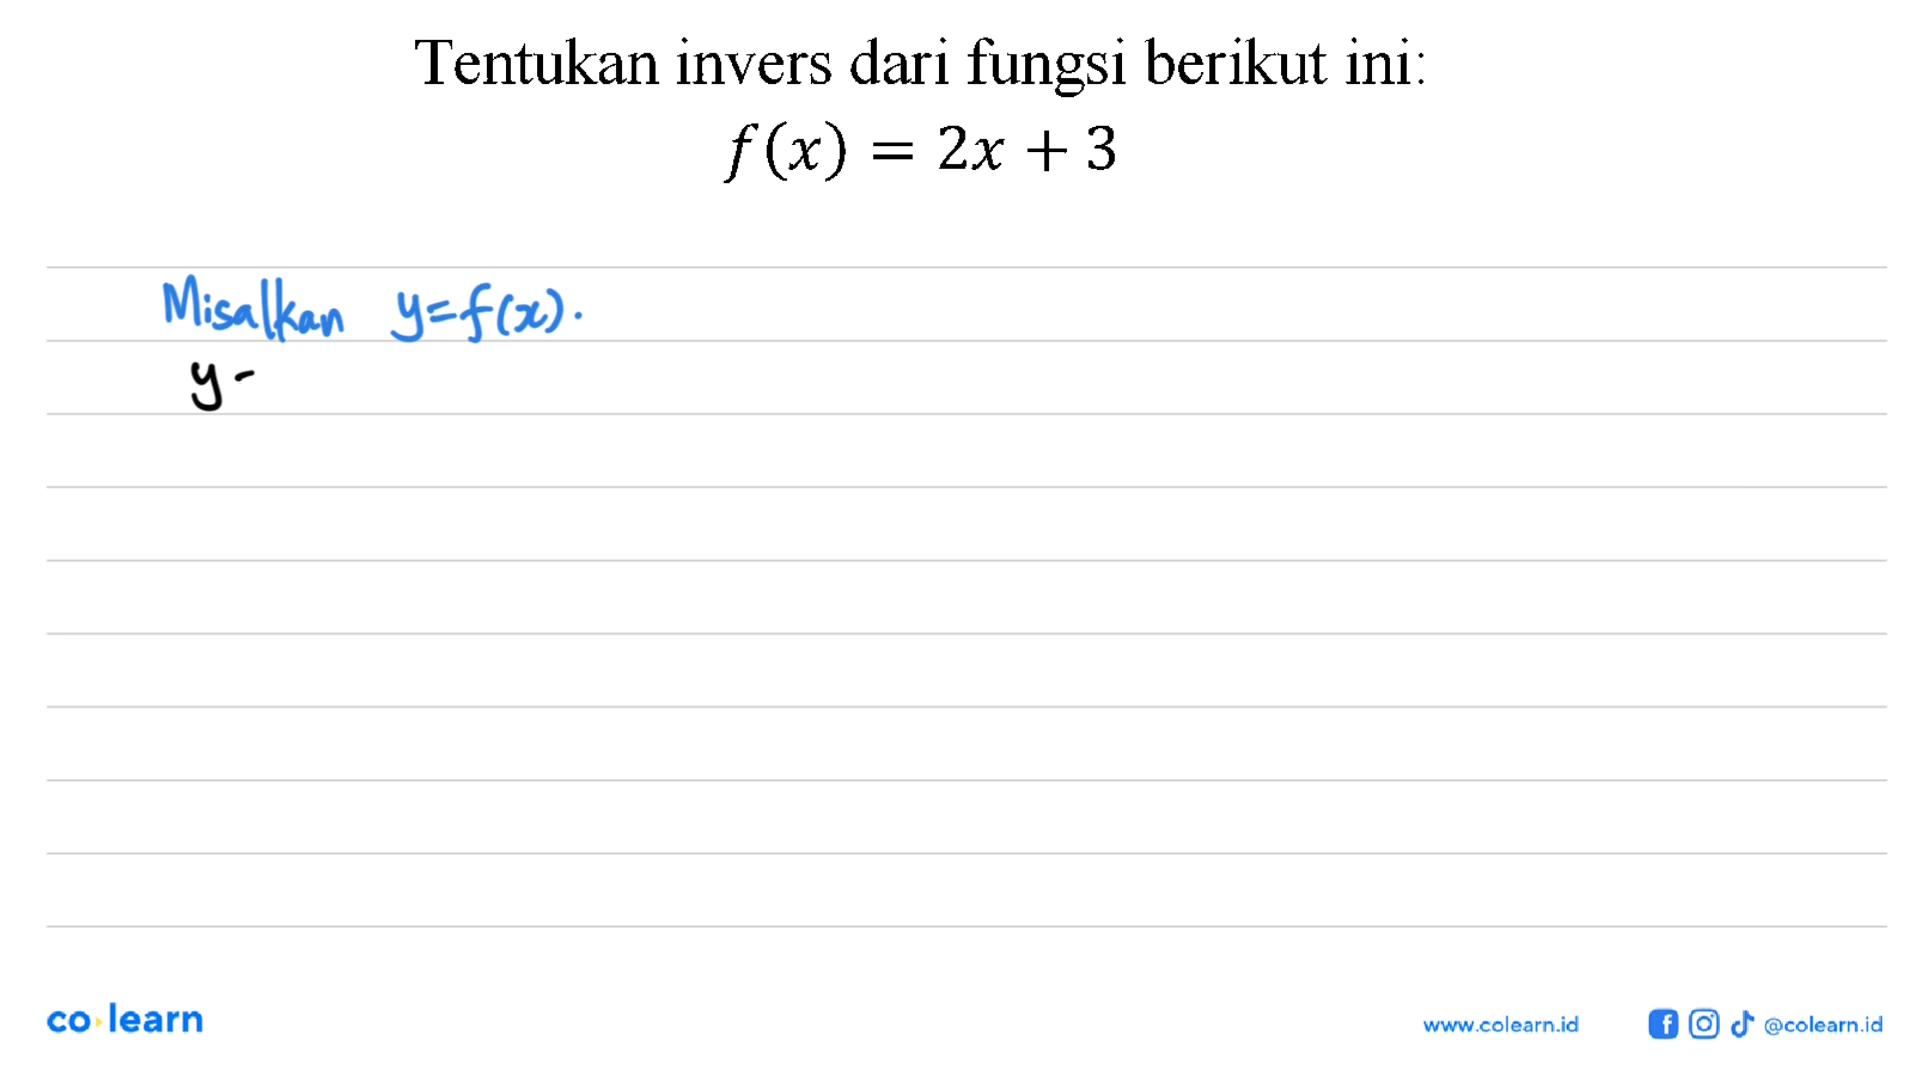 Tentukan invers dari fungsi berikut ini:
f(x) = 2x + 3
Misalkan y=f(x).
y -
co learn
www.colearn.id @colearn.id